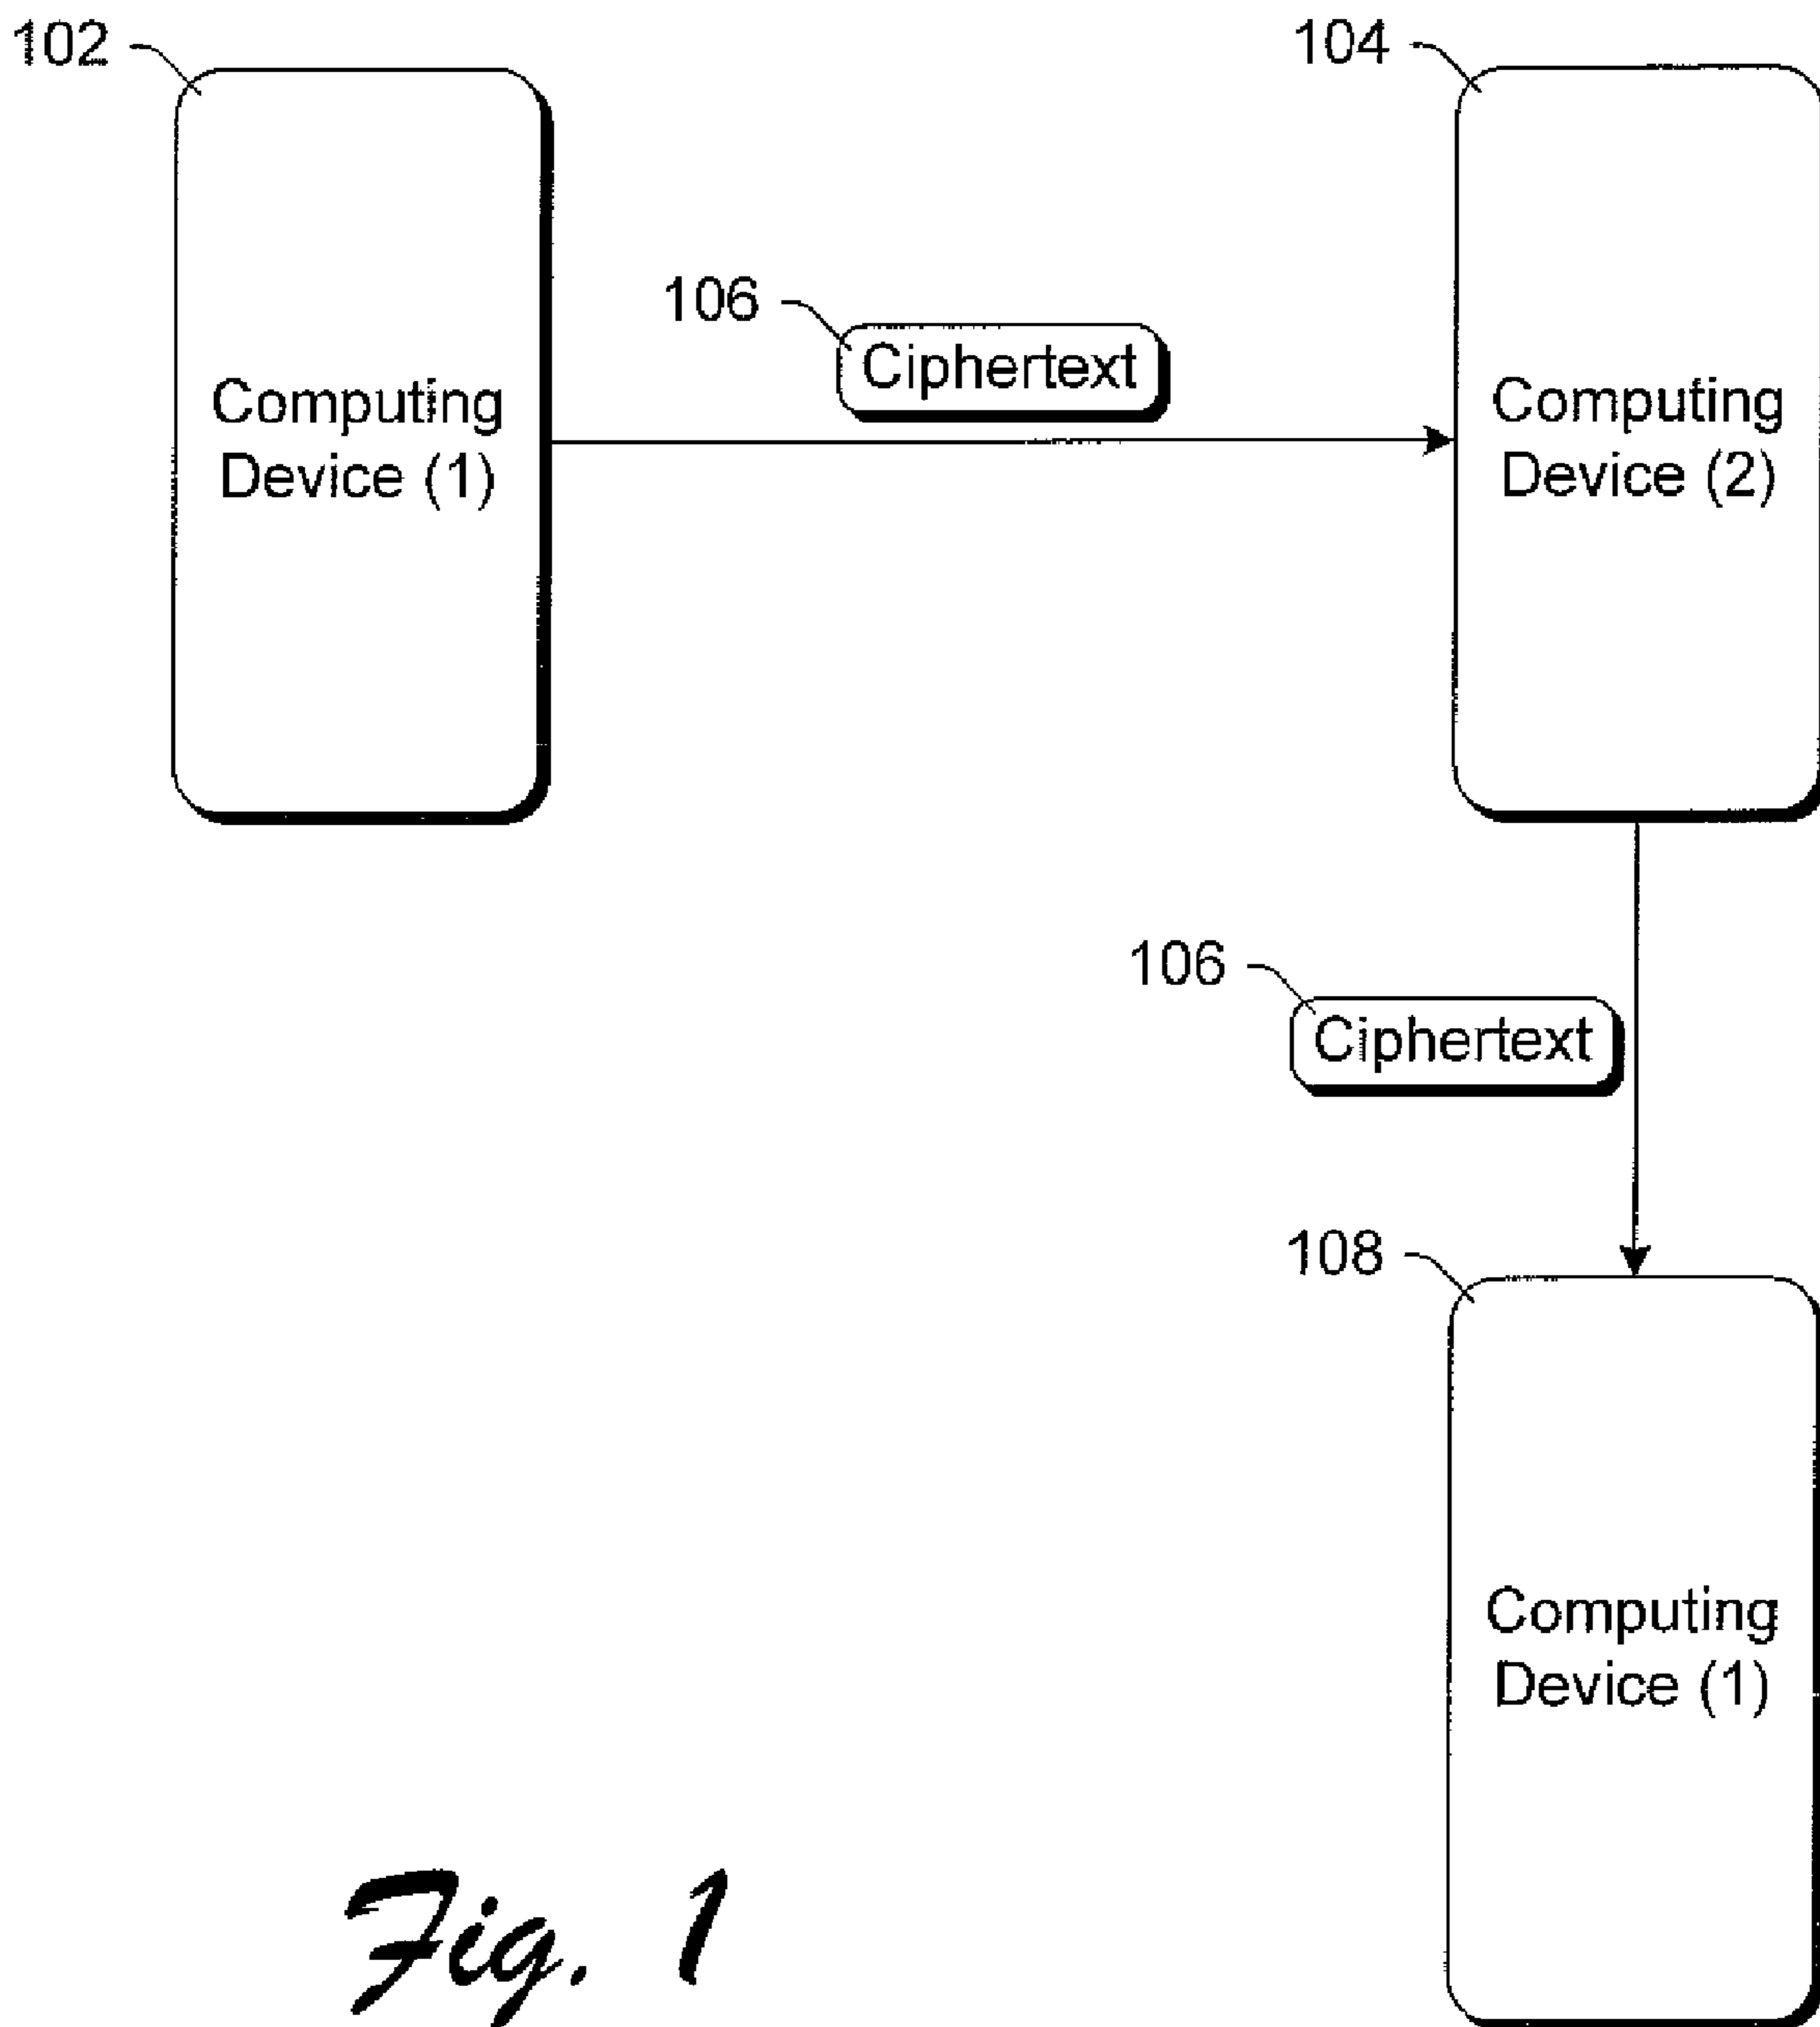 102
104
106
Ciphertext
Computing
Device (1)
Computing
Device (2)
106
Ciphertext
108
Computing
Device (1)
Fig. 1